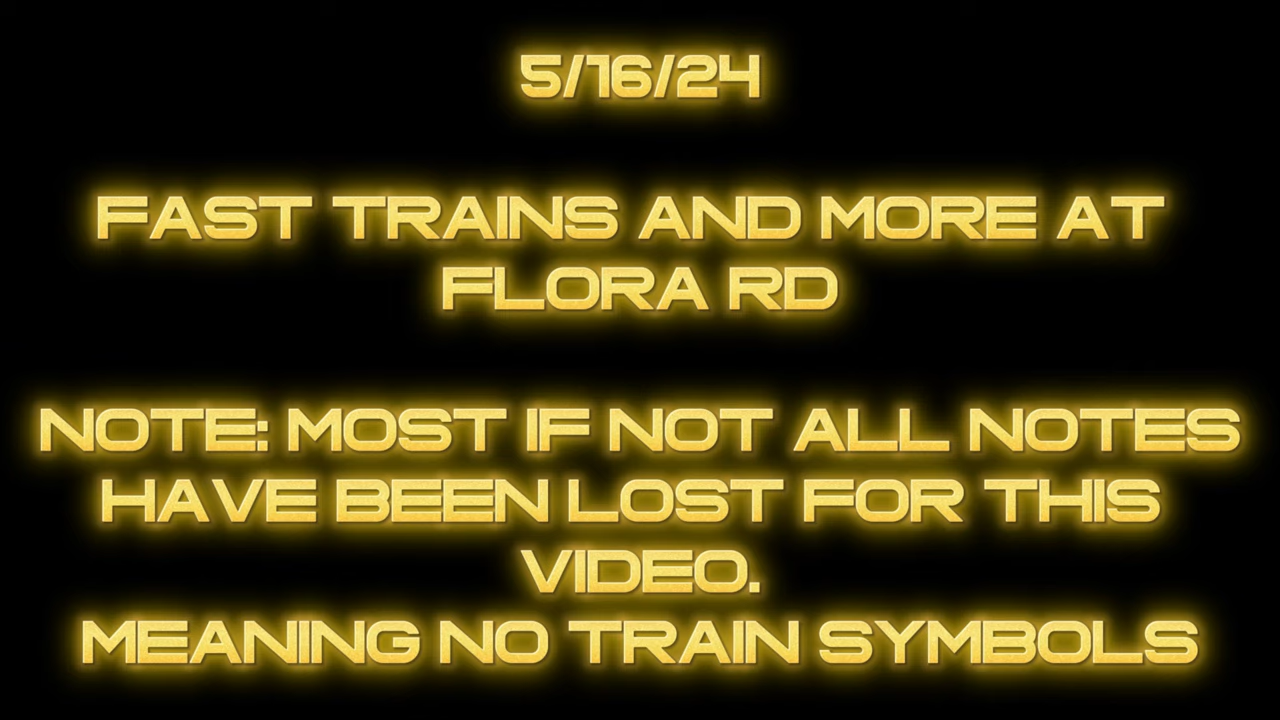 5/16/24
FAST TRAINS AND MORE AT
FLORA RD
NOTE: MOST IF NOT ALL NOTES
HAVE BEEN LOST FOR THIS
VIDEO.
MEANING NO TRAIN SYMBOLS